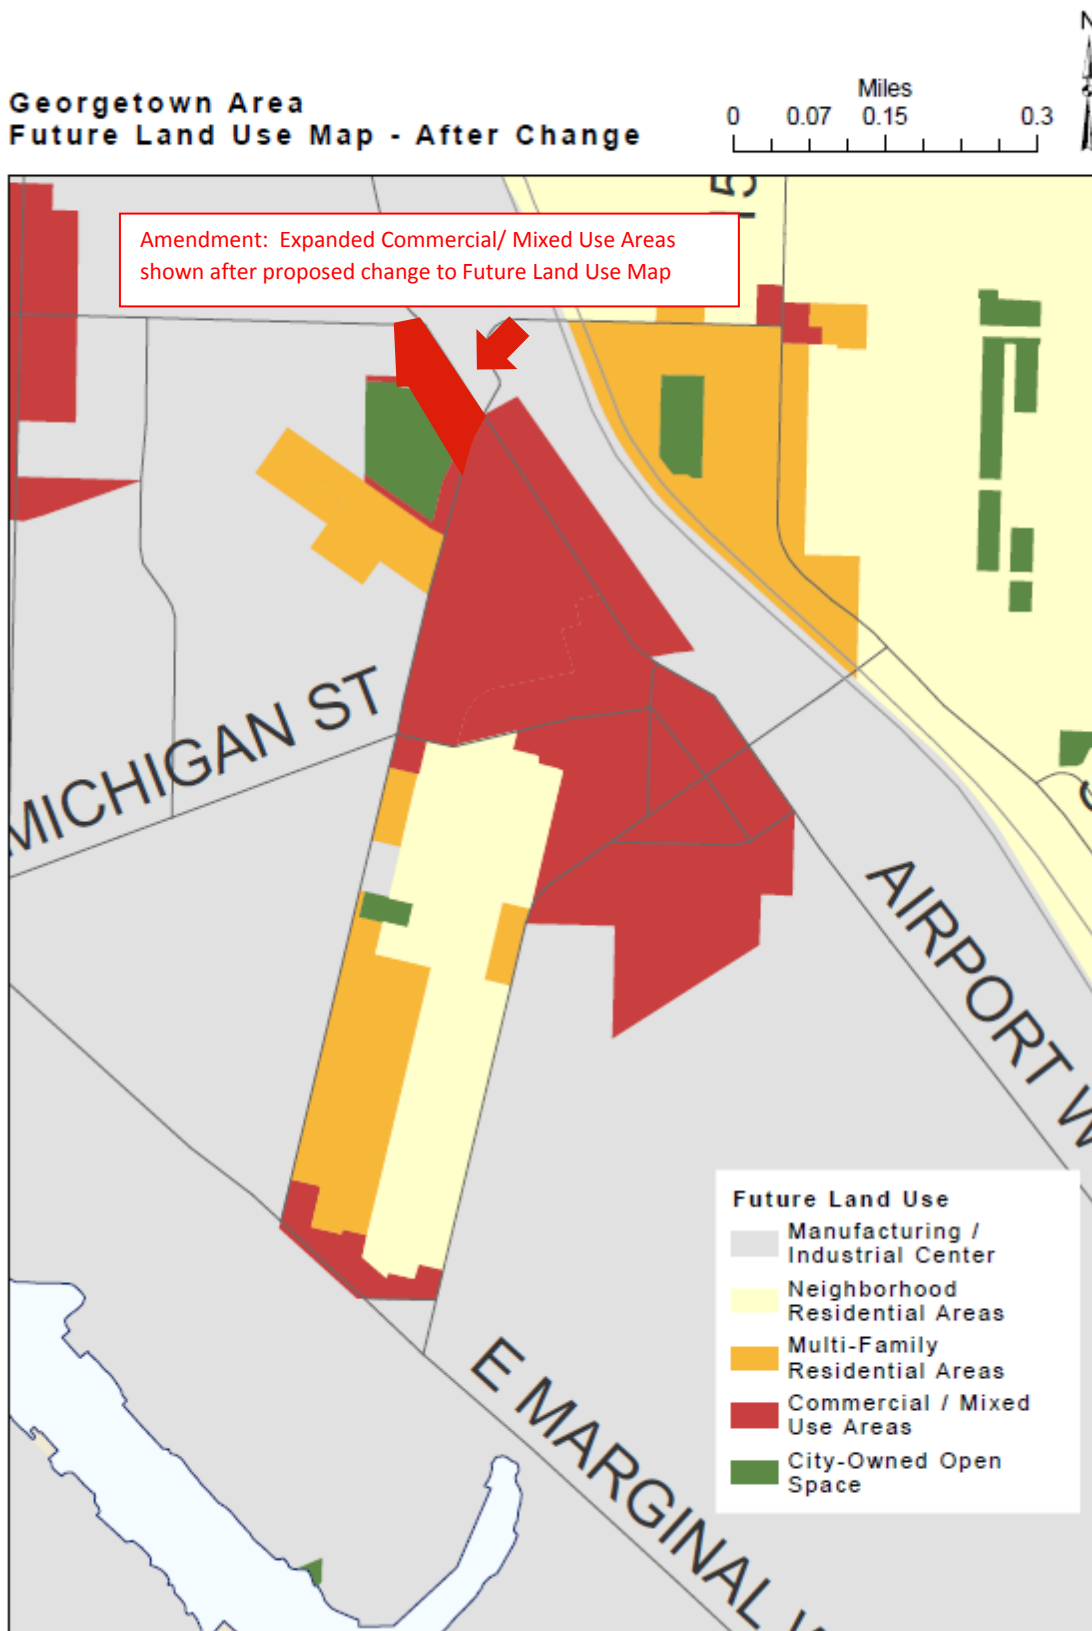 N
Georgetown Area
Future Land Use Map - After Change
Miles
0 0.07 0.15 0.3
15
Amendment: Expanded Commercial/ Mixed Use Areas
shown after proposed change to Future Land Use Map
MICHIGAN ST
AIRPORT W
E MARGINAL W
Future Land Use
Manufacturing /
Industrial Center
Neighborhood
Residential Areas
Multi-Family
Residential Areas
Commercial / Mixed
Use Areas
City-Owned Open
Space